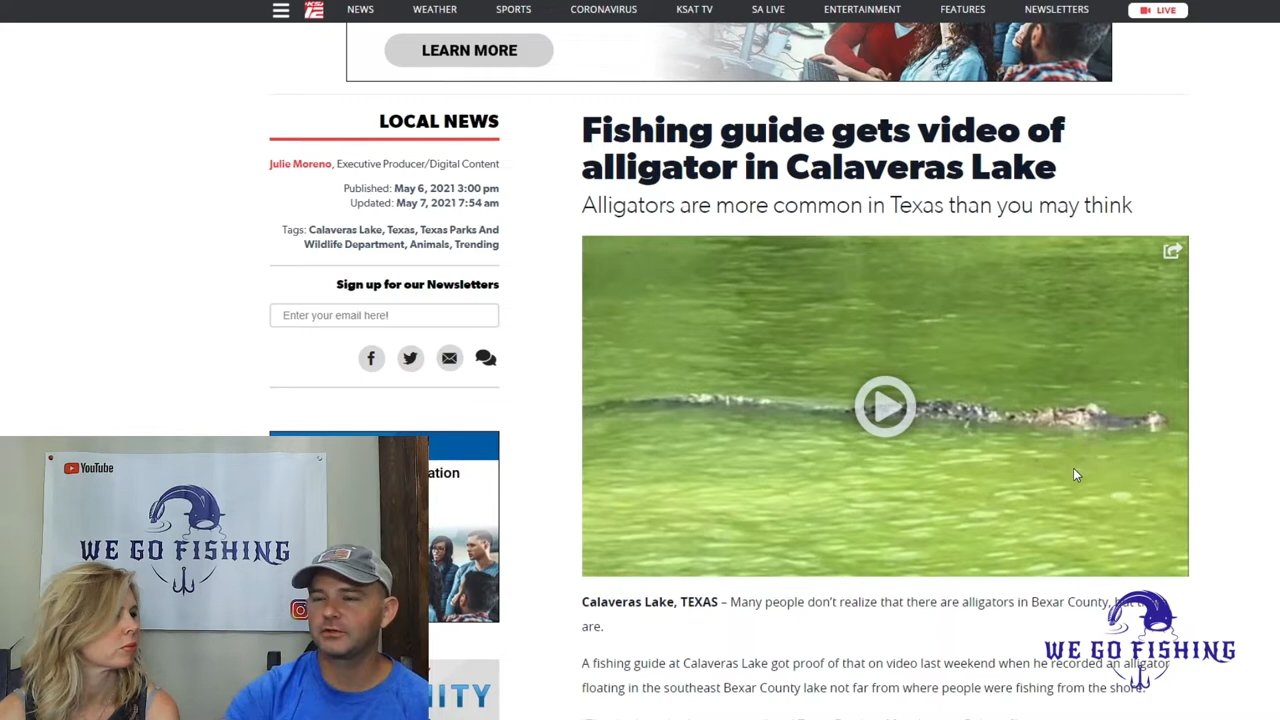 NEWS WEATHER SPORTS CORONAVIRUS KSAT TV SA LIVE ENTERTAINMENT FEATURES NEWSLETTERS LIVE
LEARN MORE
LOCAL NEWS
Julie Moreno, Executive Producer/Digital Content
Published: May 6, 2021 3:00 pm
Updated: May 7, 2021 7:54 am
Tags: Calaveras Lake, Texas, Texas Parks And
Wildlife Department, Animals, Trending
Sign up for our Newsletters
Enter your email here!
Fishing guide gets video of
alligator in Calaveras Lake
Alligators are more common in Texas than you may think
Calaveras Lake, TEXAS – Many people don't realize that there are alligators in Bexar County,
are.
A fishing guide at Calaveras Lake got proof of that on video last weekend when he recorded an alligator
floating in the southeast Bexar County lake not far from where people were fishing from the shore.
YouTube
WE GO FISHING
WE GO FISHING